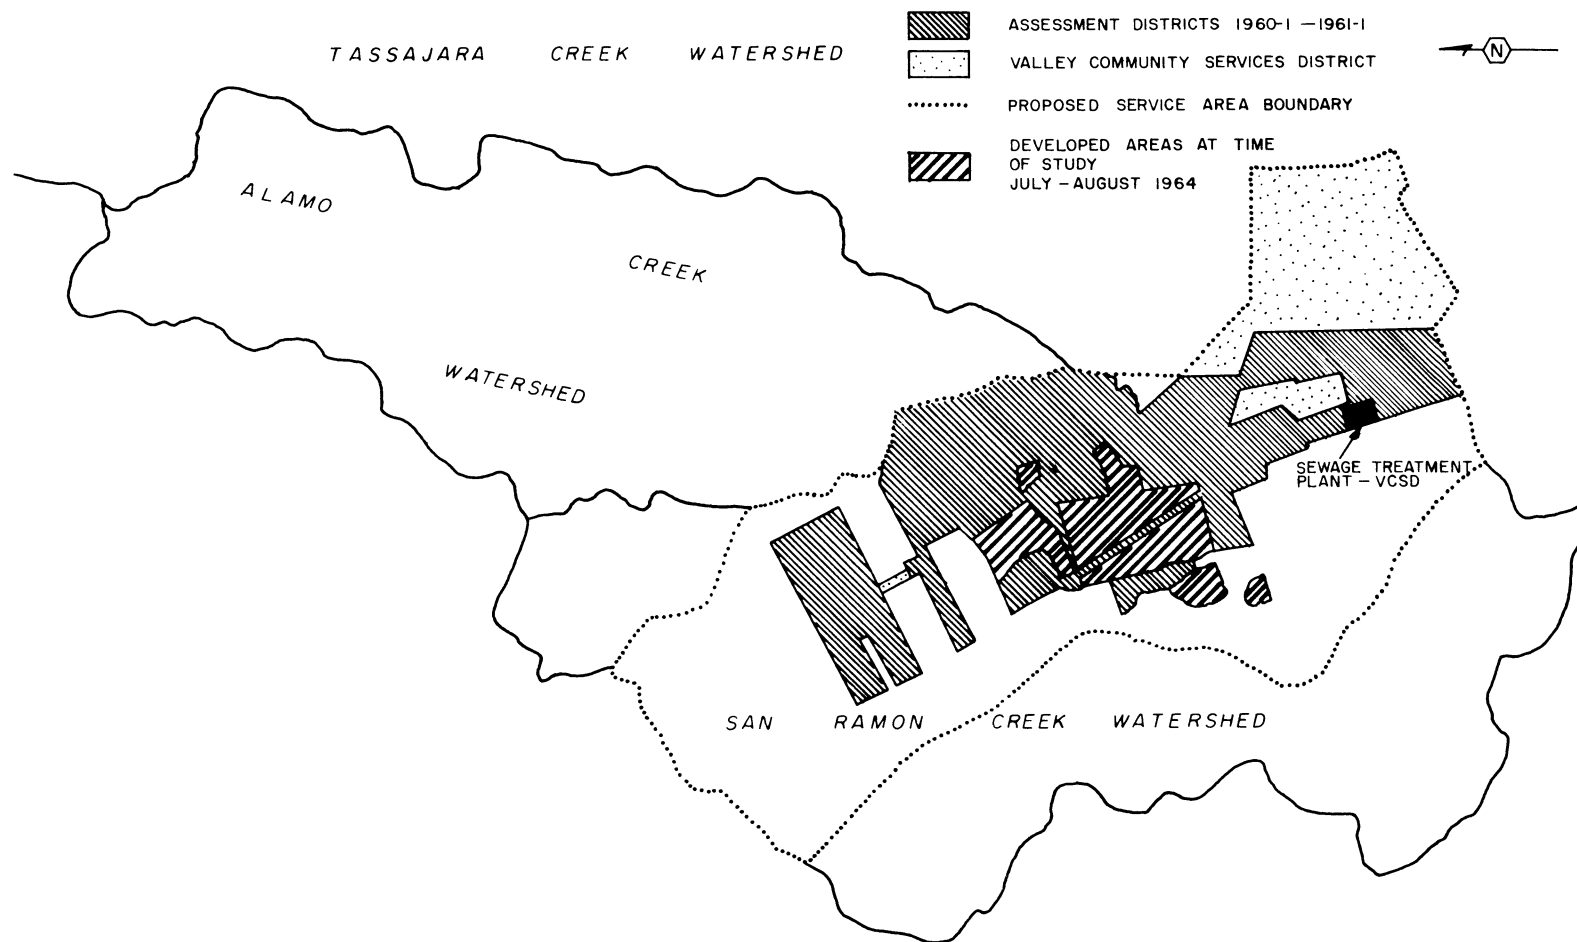 TASSAJARA CREEK WATERSHED
ASSESSMENT DISTRICTS 1960-1 — 1961-1
VALLEY COMMUNITY SERVICES DISTRICT
PROPOSED SERVICE AREA BOUNDARY
DEVELOPED AREAS AT TIME
OF STUDY
JULY – AUGUST 1964
N
ALAMO
CREEK
WATERSHED
SEWAGE TREATMENT
PLANT – VCSD
SAN RAMON CREEK WATERSHED